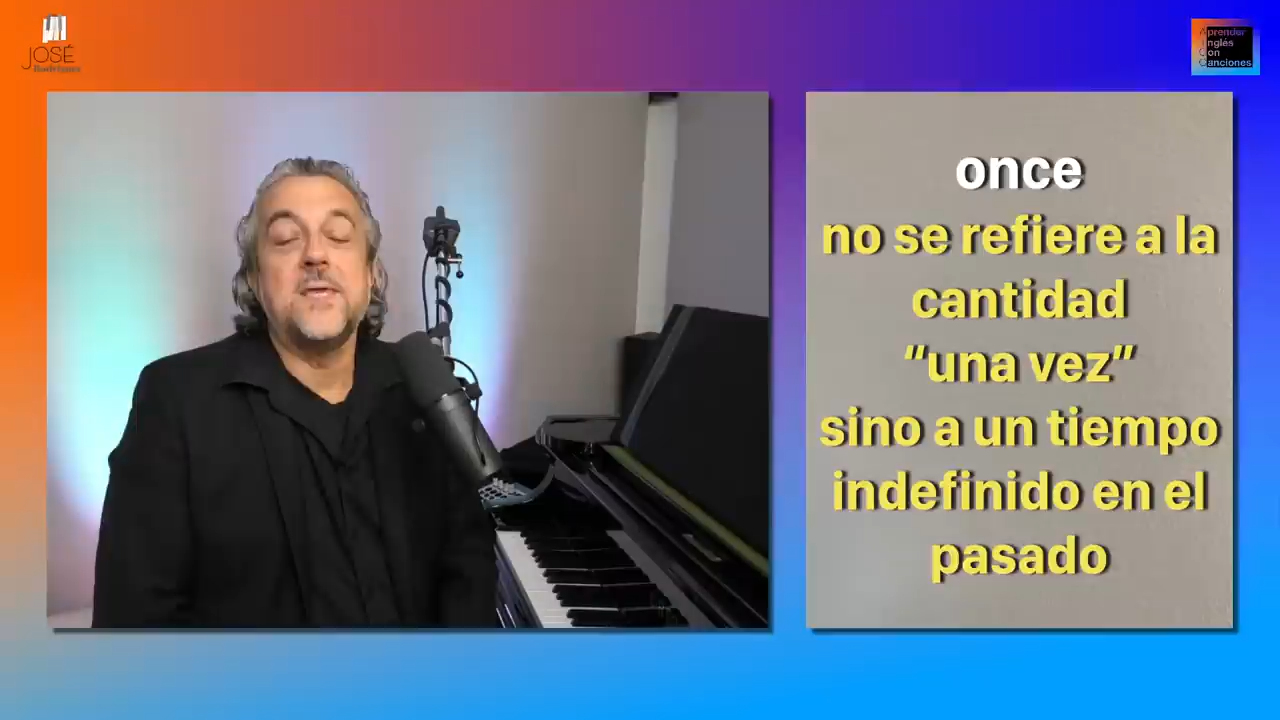 JOSÉ
Rodríguez
Aprender
Inglés
Con
Canciones
once
no se refiere a la
cantidad
“una vez”
sino a un tiempo
indefinido en el
pasado